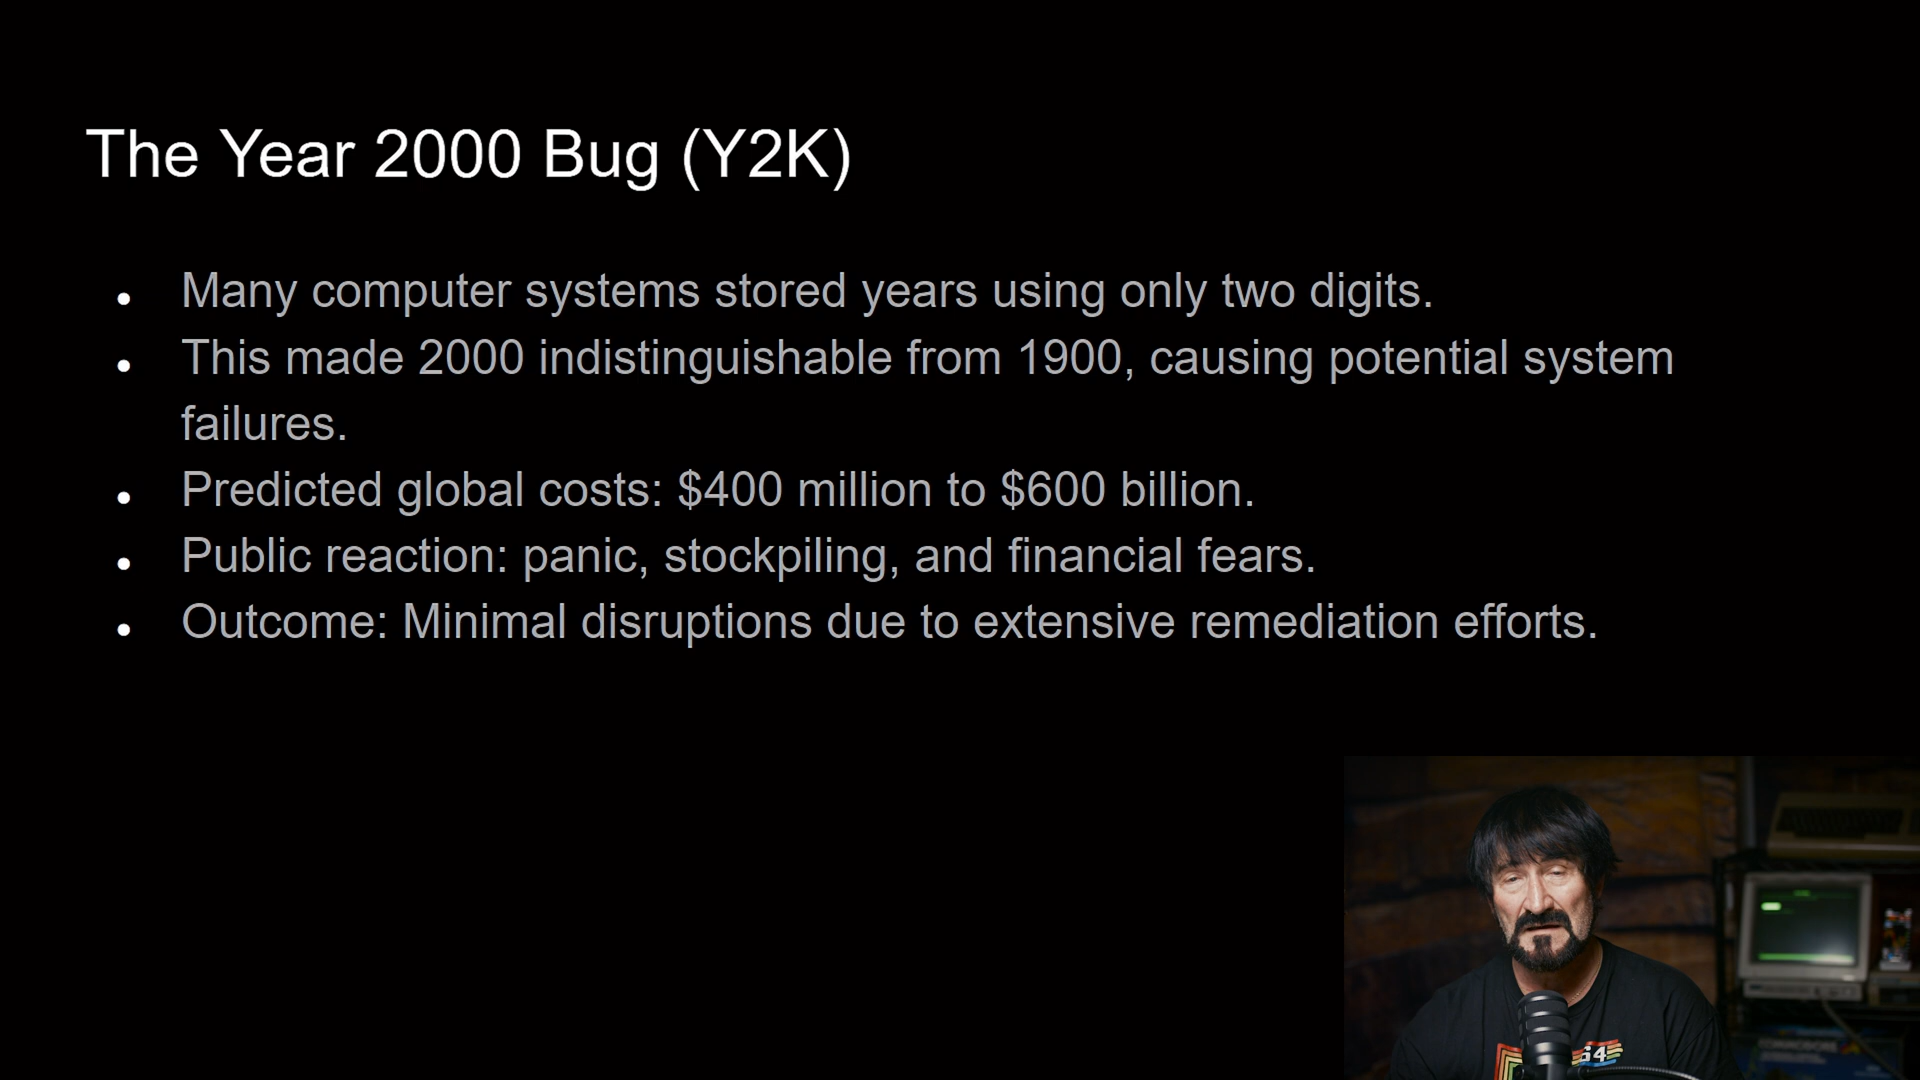 The Year 2000 Bug (Y2K)
● Many computer systems stored years using only two digits.
● This made 2000 indistinguishable from 1900, causing potential system
failures.
● Predicted global costs: $400 million to $600 billion.
● Public reaction: panic, stockpiling, and financial fears.
● Outcome: Minimal disruptions due to extensive remediation efforts.
64